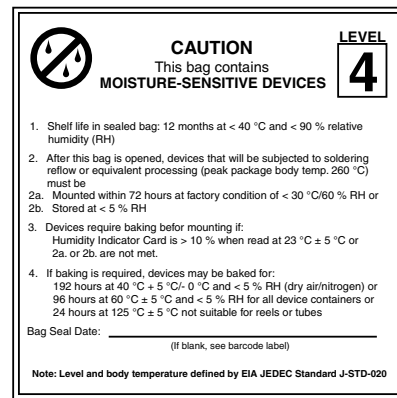 CAUTION
This bag contains
MOISTURE-SENSITIVE DEVICES
LEVEL
4
1. Shelf life in sealed bag: 12 months at < 40 °C and < 90 % relative
humidity (RH)
2. After this bag is opened, devices that will be subjected to soldering
reflow or equivalent processing (peak package body temp. 260 °C)
must be
2a. Mounted within 72 hours at factory condition of < 30 °C/60 % RH or
2b. Stored at < 5 % RH
3. Devices require baking befor mounting if:
Humidity Indicator Card is > 10 % when read at 23 °C ± 5 °C or
2a. or 2b. are not met.
4. If baking is required, devices may be baked for:
192 hours at 40 °C + 5 °C/- 0 °C and < 5 % RH (dry air/nitrogen) or
96 hours at 60 °C ± 5 °C and < 5 % RH for all device containers or
24 hours at 125 °C ± 5 °C not suitable for reels or tubes
Bag Seal Date:
(If blank, see barcode label)
Note: Level and body temperature defined by EIA JEDEC Standard J-STD-020